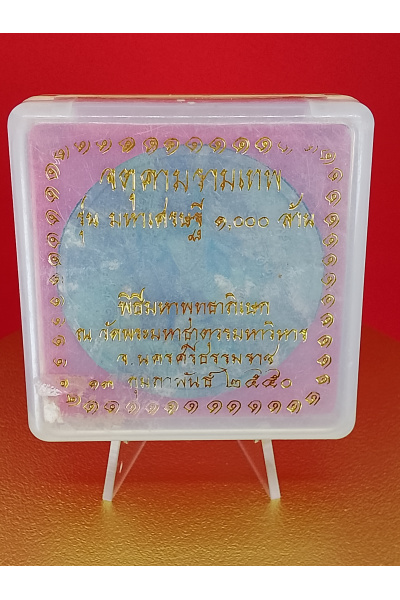 จตุคามรามเทพ
รุ่น มหาเศรษฐี ๑,๐๐๐ ล้าน
พิธีมหาพุทธาภิเษก
ณ วัดพระมหาธาตุวรมหาวิหาร
จ.นครศรีธรรมราช
กุมภาพันธ์ ๒๕๕๐